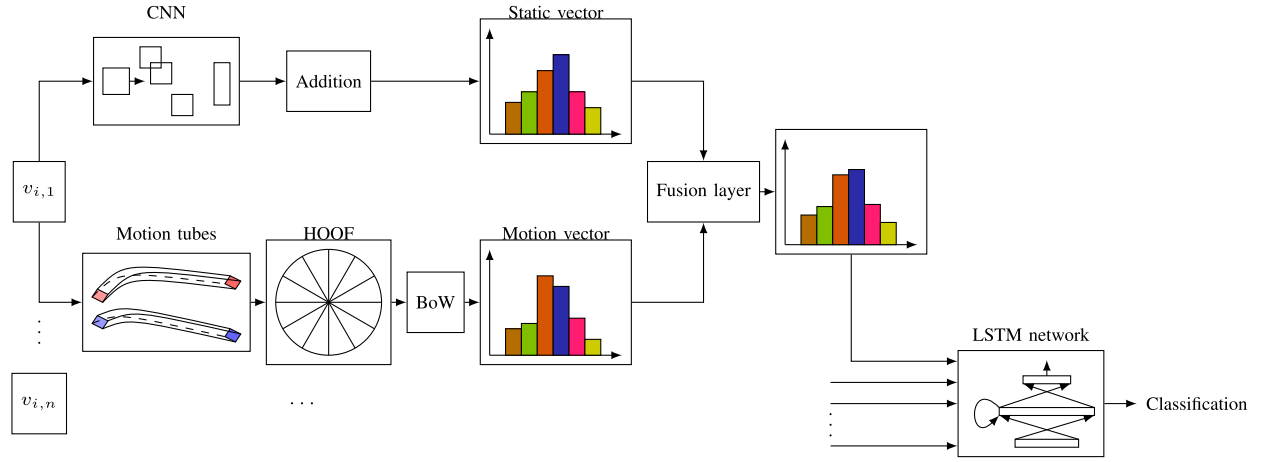 CNN
Static vector
Addition
v_{i,1}
Fusion layer
Motion tubes
HOOF
Motion vector
BoW
LSTM network
v_{i,n}
...
Classification